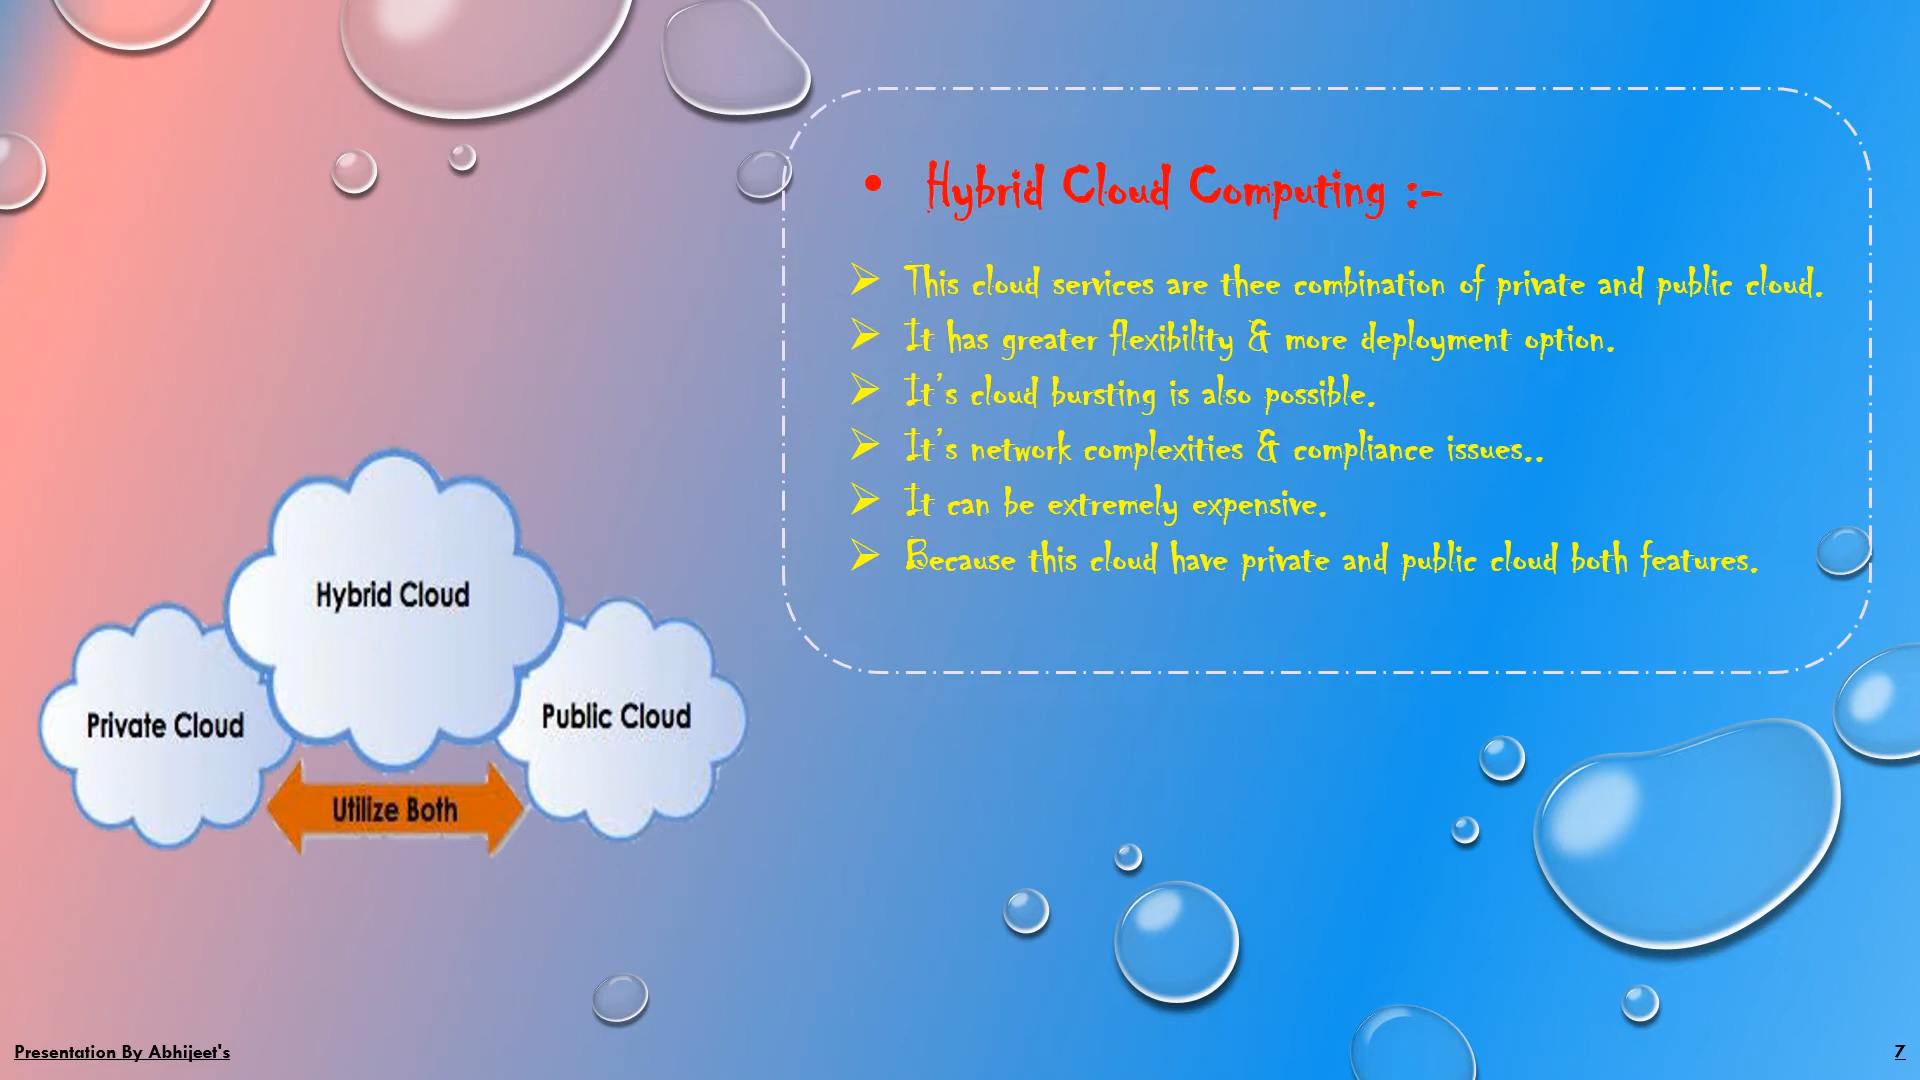 • Hybrid Cloud Computing :-
➢ This cloud services are thee combination of private and public cloud.
➢ It has greater flexibility & more deployment option.
➢ It's cloud bursting is also possible.
➢ It's network complexities & compliance issues..
➢ It can be extremely expensive.
➢ Because this cloud have private and public cloud both features.
Hybrid Cloud
Private Cloud
Public Cloud
Utilize Both
Presentation By Abhijeet's
7